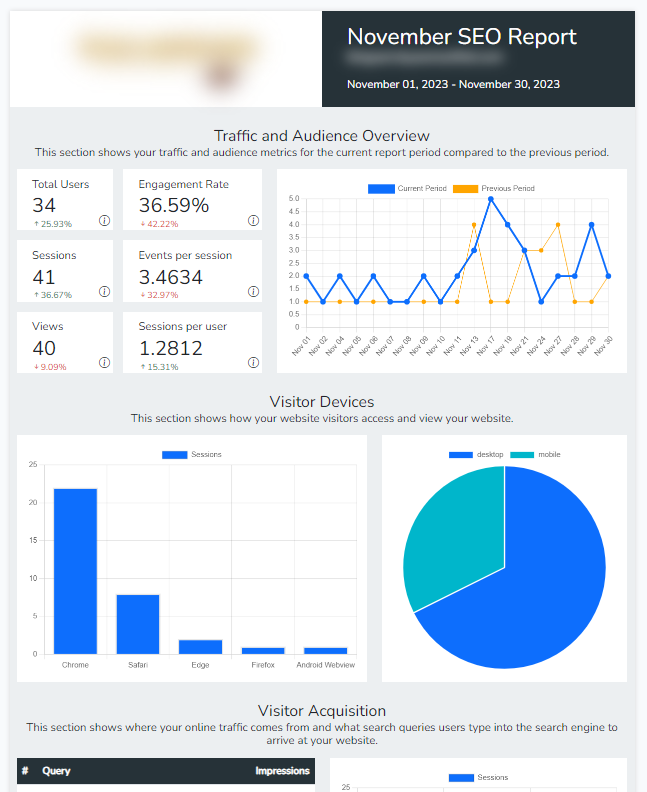 November SEO Report
November 01, 2023 - November 30, 2023
Traffic and Audience Overview
This section shows your traffic and audience metrics for the current report period compared to the previous period.
Total Users
34
↑ 25.93%
Engagement Rate
36.59%
↓ 42.22%
Sessions
41
↑ 36.67%
Events per session
3.4634
↓ 32.97%
Views
40
↓ 9.09%
Sessions per user
1.2812
↑ 15.31%
Current Period Previous Period
5.0
4.5
4.0
3.5
3.0
2.5
2.0
1.5
1.0
0.5
0
Nov 01 Nov 02 Nov 04 Nov 05 Nov 06 Nov 07 Nov 08 Nov 09 Nov 10 Nov 11 Nov 13 Nov 17 Nov 19 Nov 21 Nov 24 Nov 27 Nov 28 Nov 29 Nov 30
Visitor Devices
This section shows how your website visitors access and view your website.
Sessions
25
20
15
10
5
0
Chrome Safari Edge Firefox Android Webview
desktop mobile
Visitor Acquisition
This section shows where your online traffic comes from and what search queries users type into the search engine to
arrive at your website.
# Query Impressions
Sessions
25